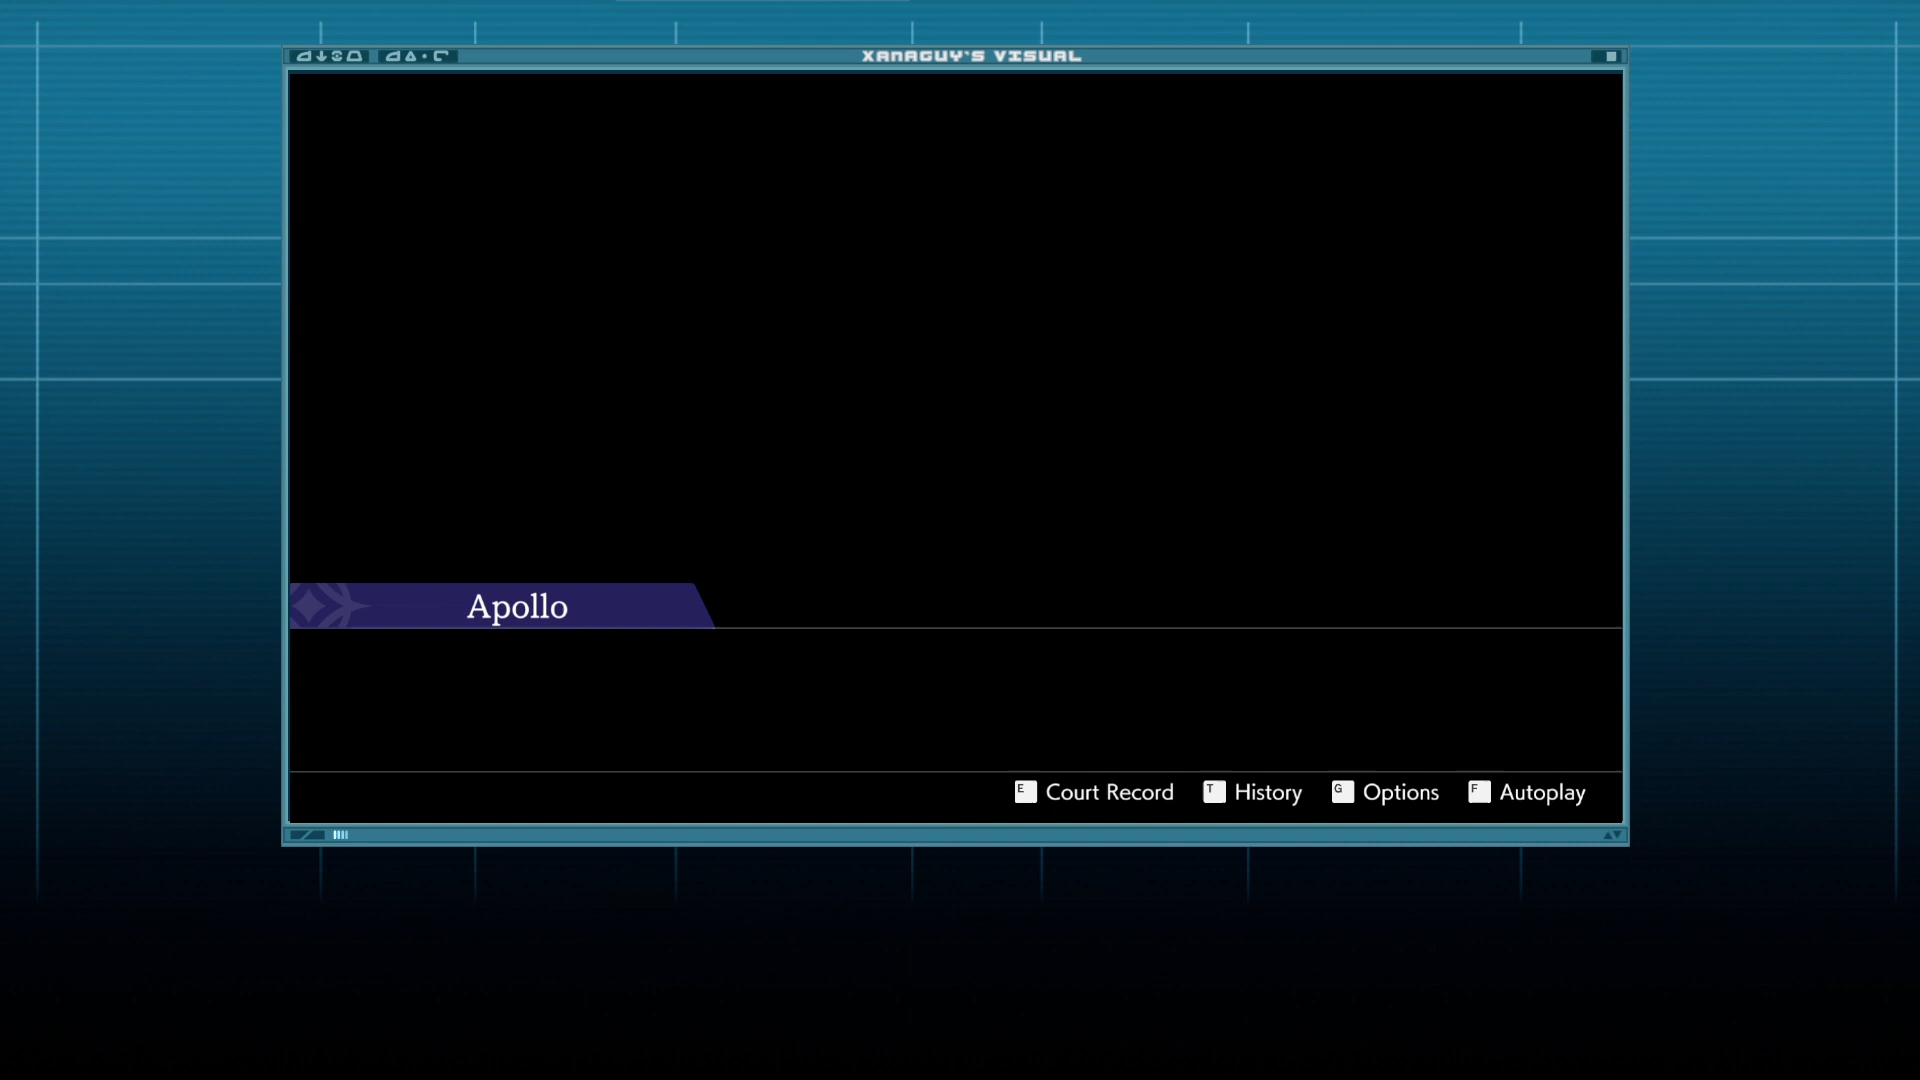 XANAGUY'S VISUAL
Apollo
E Court Record T History G Options F Autoplay